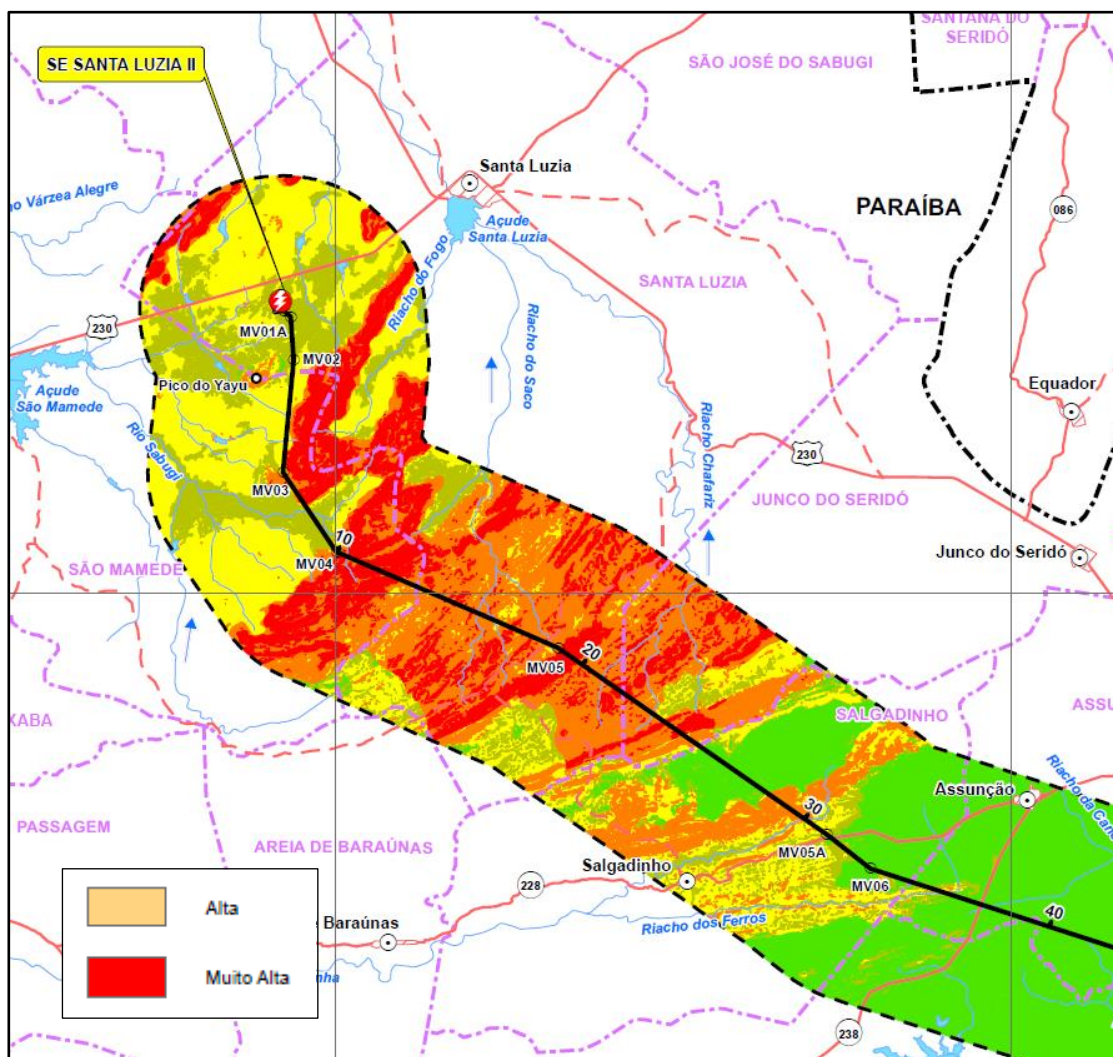 SANTANA DO
SERIDÓ
SE SANTA LUZIA II
SÃO JOSÉ DO SABUGI
Santa Luzia
Várzea Alegre
PARAÍBA
086
Açude
Santa Luzia
Riacho do Fogo
SANTA LUZIA
MV01A
230
MV02
Riacho do Saco
Pico do Yayu
Equador
Açude
São Mamede
Rio Sabugi
Riacho Chafariz
230
MV03
JUNCO DO SERIDÓ
10
Junco do Seridó
MV04
SÃO MAMEDE
MV05
20
SALGADINHO
ASSU
XABA
Assunção
Riacho da Cana
30
PASSAGEM
AREIA DE BARAÚNAS
MV05A
Salgadinho
MV06
228
Alta
40
Baraúnas
Riacho dos Ferros
Muito Alta
238